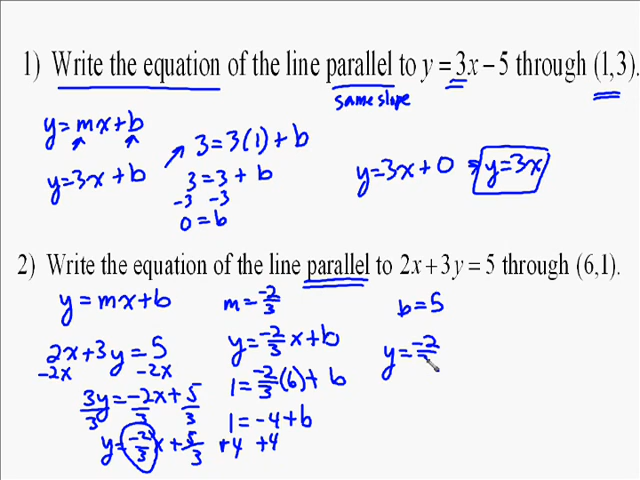 1) Write the equation of the line parallel to y = 3x – 5 through (1,3).
same slope
y = mx + b
y = 3x + b
3 = 3(1) + b
3 = 3 + b
-3 -3
0 = b
y = 3x + 0 = y = 3x
2) Write the equation of the line parallel to 2x + 3y = 5 through (6,1).
y = mx + b
2x + 3y = 5
-2x -2x
3y/3 = -2x/3 + 5/3
y = -2/3 x + 5/3
m = -2/3
y = -2/3 x + b
1 = -2/3 (6) + b
1 = -4 + b
+4 +4
b = 5
y = -2/3